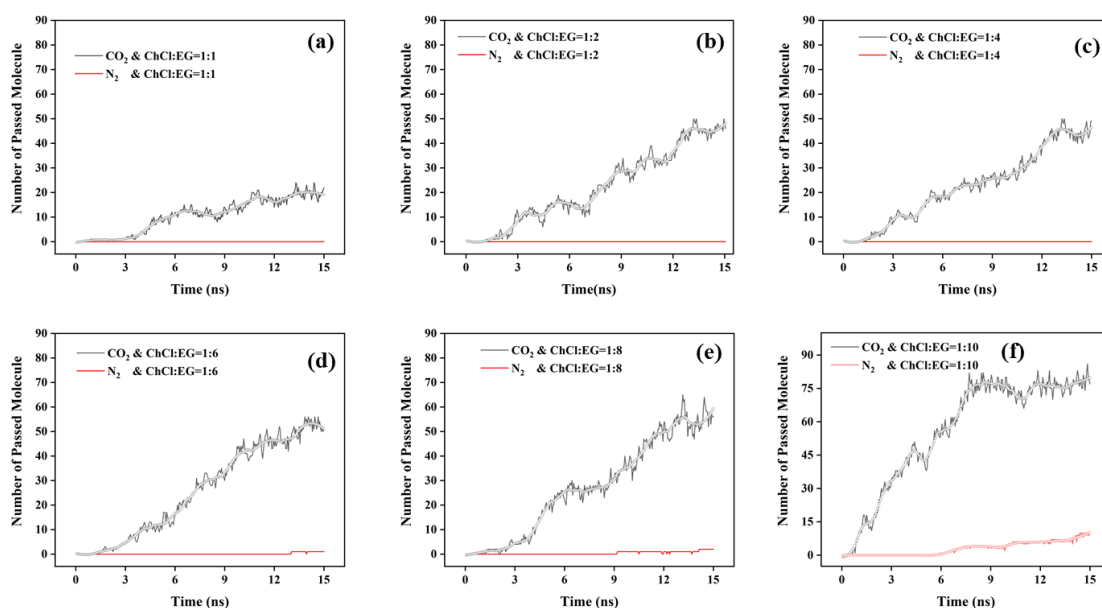 (a)
CO₂ & ChCl:EG=1:1
N₂ & ChCl:EG=1:1
Number of Passed Molecule
90
80
70
60
50
40
30
20
10
0
0 3 6 9 12 15
Time (ns)
(b)
CO₂ & ChCl:EG=1:2
N₂ & ChCl:EG=1:2
Number of Passed Molecule
90
80
70
60
50
40
30
20
10
0
0 3 6 9 12 15
Time(ns)
(c)
CO₂ & ChCl:EG=1:4
N₂ & ChCl:EG=1:4
Number of Passed Molecule
90
80
70
60
50
40
30
20
10
0
0 3 6 9 12 15
Time (ns)
(d)
CO₂ & ChCl:EG=1:6
N₂ & ChCl:EG=1:6
Number of Passed Molecule
90
80
70
60
50
40
30
20
10
0
0 3 6 9 12 15
Time (ns)
(e)
CO₂ & ChCl:EG=1:8
N₂ & ChCl:EG=1:8
Number of Passed Molecule
90
80
70
60
50
40
30
20
10
0
0 3 6 9 12 15
Time (ns)
(f)
CO₂ & ChCl:EG=1:10
N₂ & ChCl:EG=1:10
Number of Passed Molecule
90
75
60
45
30
15
0
0 3 6 9 12 15
Time (ns)